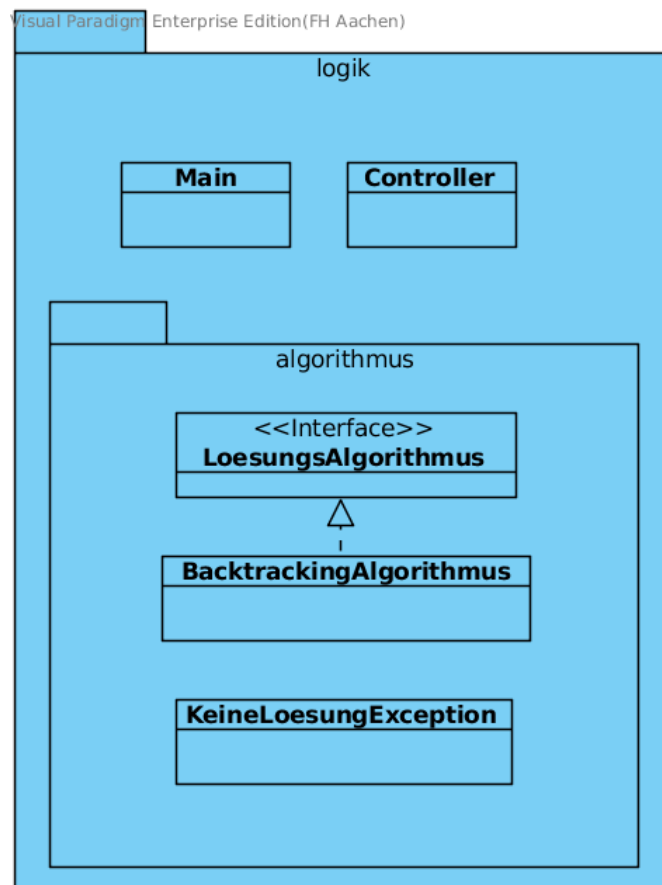 Visual Paradigm Enterprise Edition(FH Aachen)
logik
Main
Controller
algorithmus
<<Interface>>
LoesungsAlgorithmus
BacktrackingAlgorithmus
KeineLoesungException